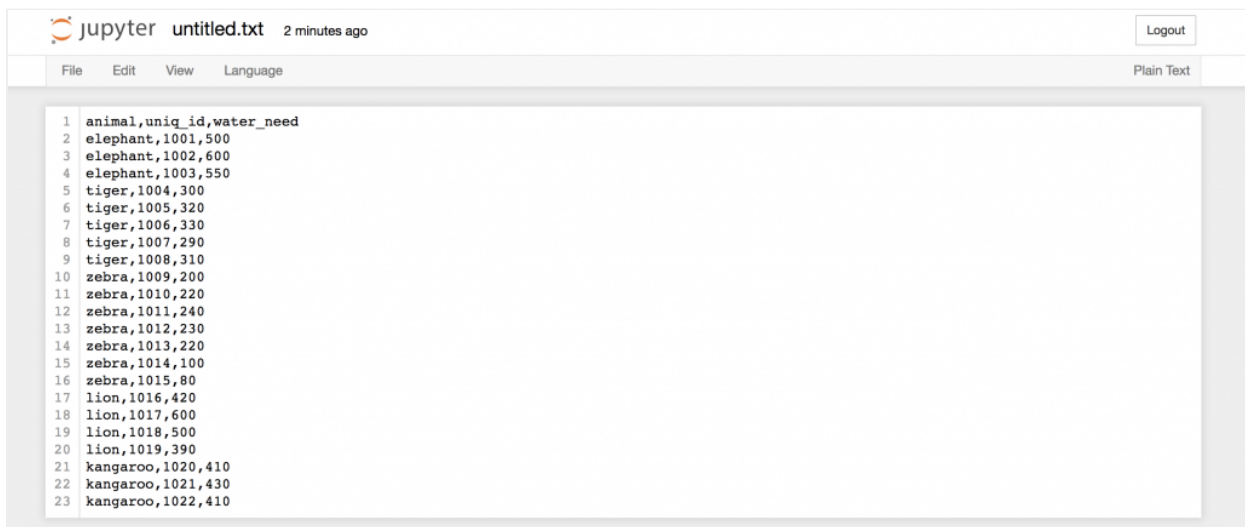 jupyter untitled.txt 2 minutes ago Logout
File Edit View Language Plain Text
1 animal,uniq_id,water_need
2 elephant,1001,500
3 elephant,1002,600
4 elephant,1003,550
5 tiger,1004,300
6 tiger,1005,320
7 tiger,1006,330
8 tiger,1007,290
9 tiger,1008,310
10 zebra,1009,200
11 zebra,1010,220
12 zebra,1011,240
13 zebra,1012,230
14 zebra,1013,220
15 zebra,1014,100
16 zebra,1015,80
17 lion,1016,420
18 lion,1017,600
19 lion,1018,500
20 lion,1019,390
21 kangaroo,1020,410
22 kangaroo,1021,430
23 kangaroo,1022,410